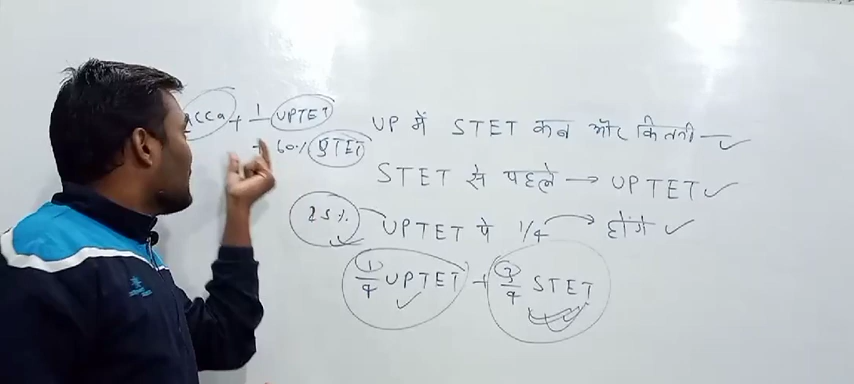 acca + 1 UPTET
+ 60% STET
UP में STET कब और कितनी
STET से पहले → UPTET ✓
25% UPTET पे 1/4 → होंगे ✓
1/4 UPTET + 3/4 STET